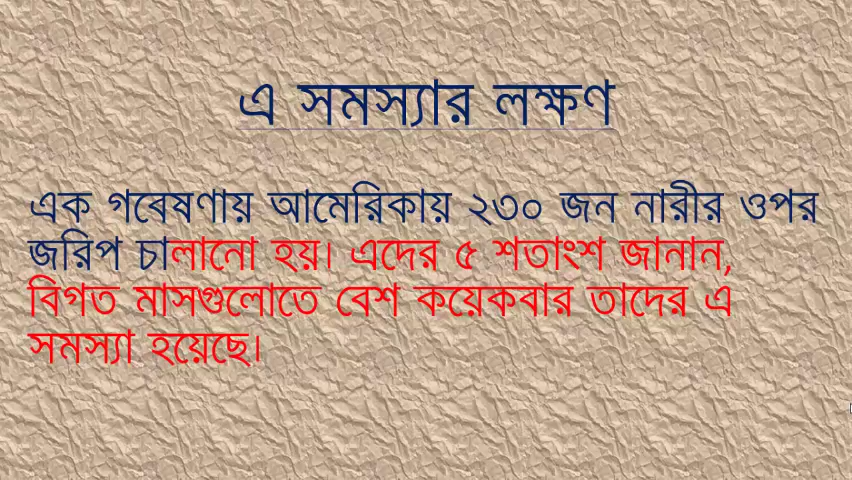 এ সমস্যার লক্ষণ
এক গবেষণায় আমেরিকায় ২৩০ জন নারীর ওপর
জরিপ চালানো হয়। এদের ৫ শতাংশ জানান,
বিগত মাসগুলোতে বেশ কয়েকবার তাদের এ
সমস্যা হয়েছে।